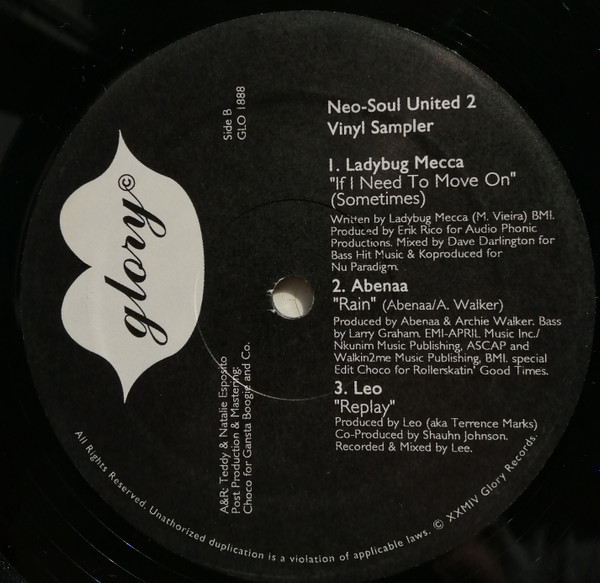 glory©
Side B
GLO 1888
Neo-Soul United 2
Vinyl Sampler
1. Ladybug Mecca
"If I Need To Move On"
(Sometimes)
Written by Ladybug Mecca (M. Vieira) BMI.
Produced by Erik Rico for Audio Phonic
Productions. Mixed by Dave Darlington for
Bass Hit Music & Koproduced for
Nu Paradigm.
2. Abenaa
"Rain" (Abenaa/A. Walker)
Produced by Abenaa & Archie Walker. Bass
by Larry Graham. EMI-APRIL Music Inc./
Nkunim Music Publishing, ASCAP and
Walkin2me Music Publishing, BMI. special
Edit Choco for Rollerskatin' Good Times.
3. Leo
"Replay"
Produced by Leo (aka Terrence Marks)
Co-Produced by Shauhn Johnson.
Recorded & Mixed by Lee.
A&R: Teddy & Natalie Esposito
Post Production & Mastering:
Choco for Gansta Boogie and Co.
All Rights Reserved. Unathorized duplication is a violation of applicable laws. © XXMIV Glory Records.